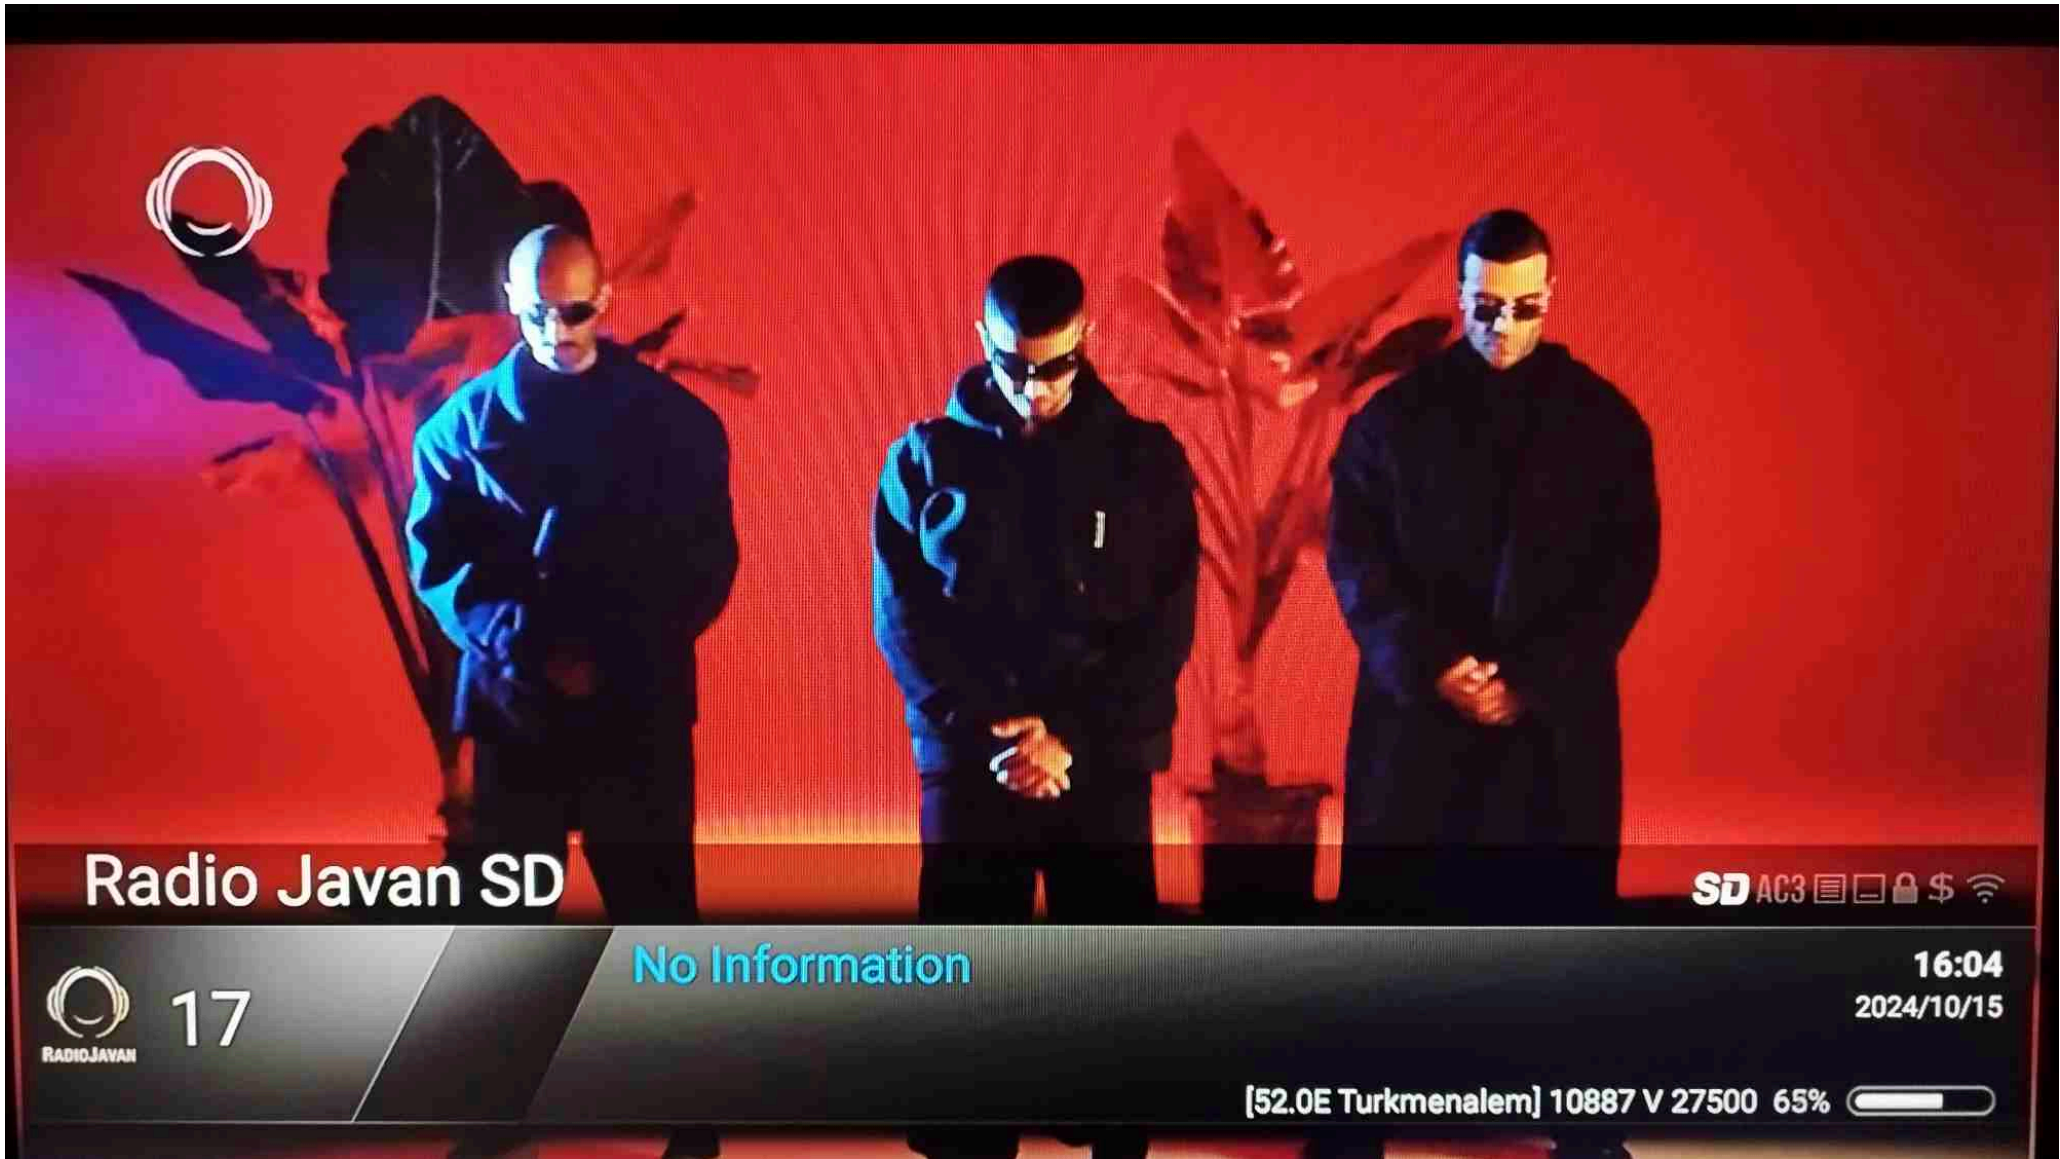 Radio Javan SD
SD AC3 $
No Information
16:04
2024/10/15
17
RADIOJAVAN
[52.0E Turkmenalem] 10887 V 27500 65%